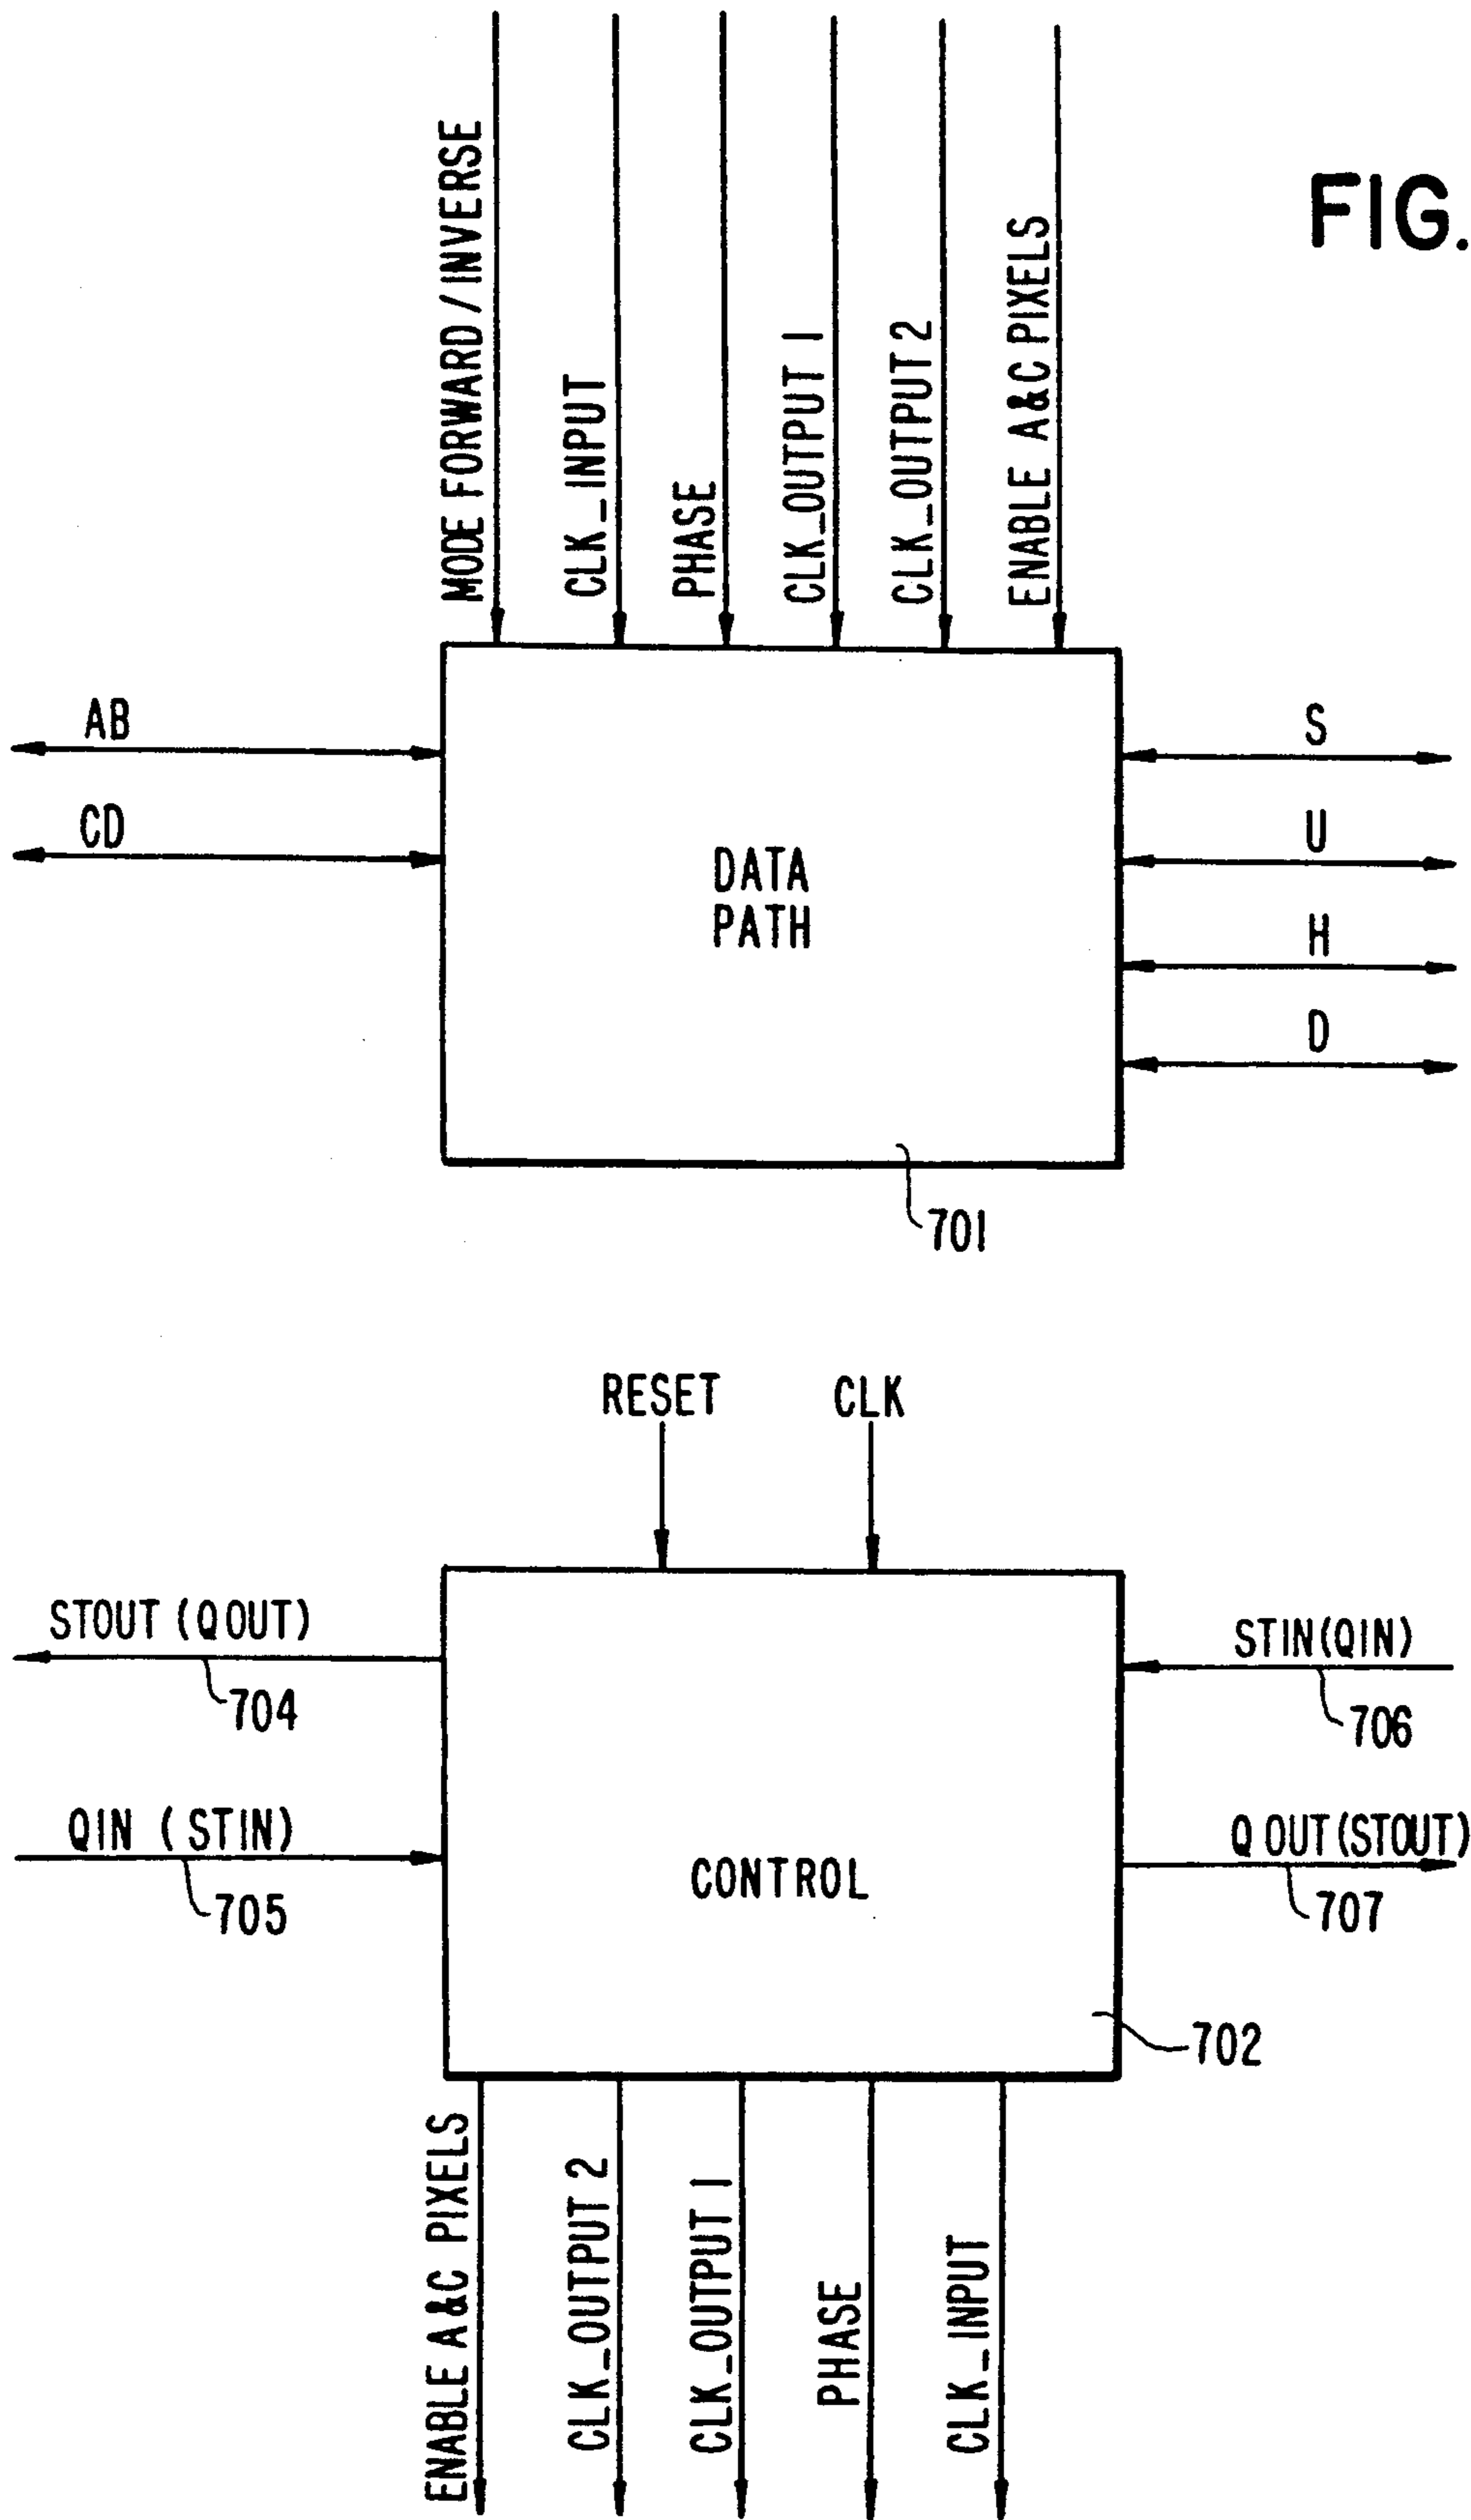 FIG.
MODE FORWARD/INVERSE
CLK_INPUT
PHASE
CLK_OUTPUT 1
CLK_OUTPUT 2
ENABLE A&C PIXELS
AB
CD
S
U
H
D
DATA
PATH
701
RESET
CLK
STOUT (QOUT)
704
STIN(QIN)
706
QIN (STIN)
705
Q OUT(STOUT)
707
CONTROL
702
ENABLE A&C PIXELS
CLK_OUTPUT 2
CLK_OUTPUT 1
PHASE
CLK_INPUT